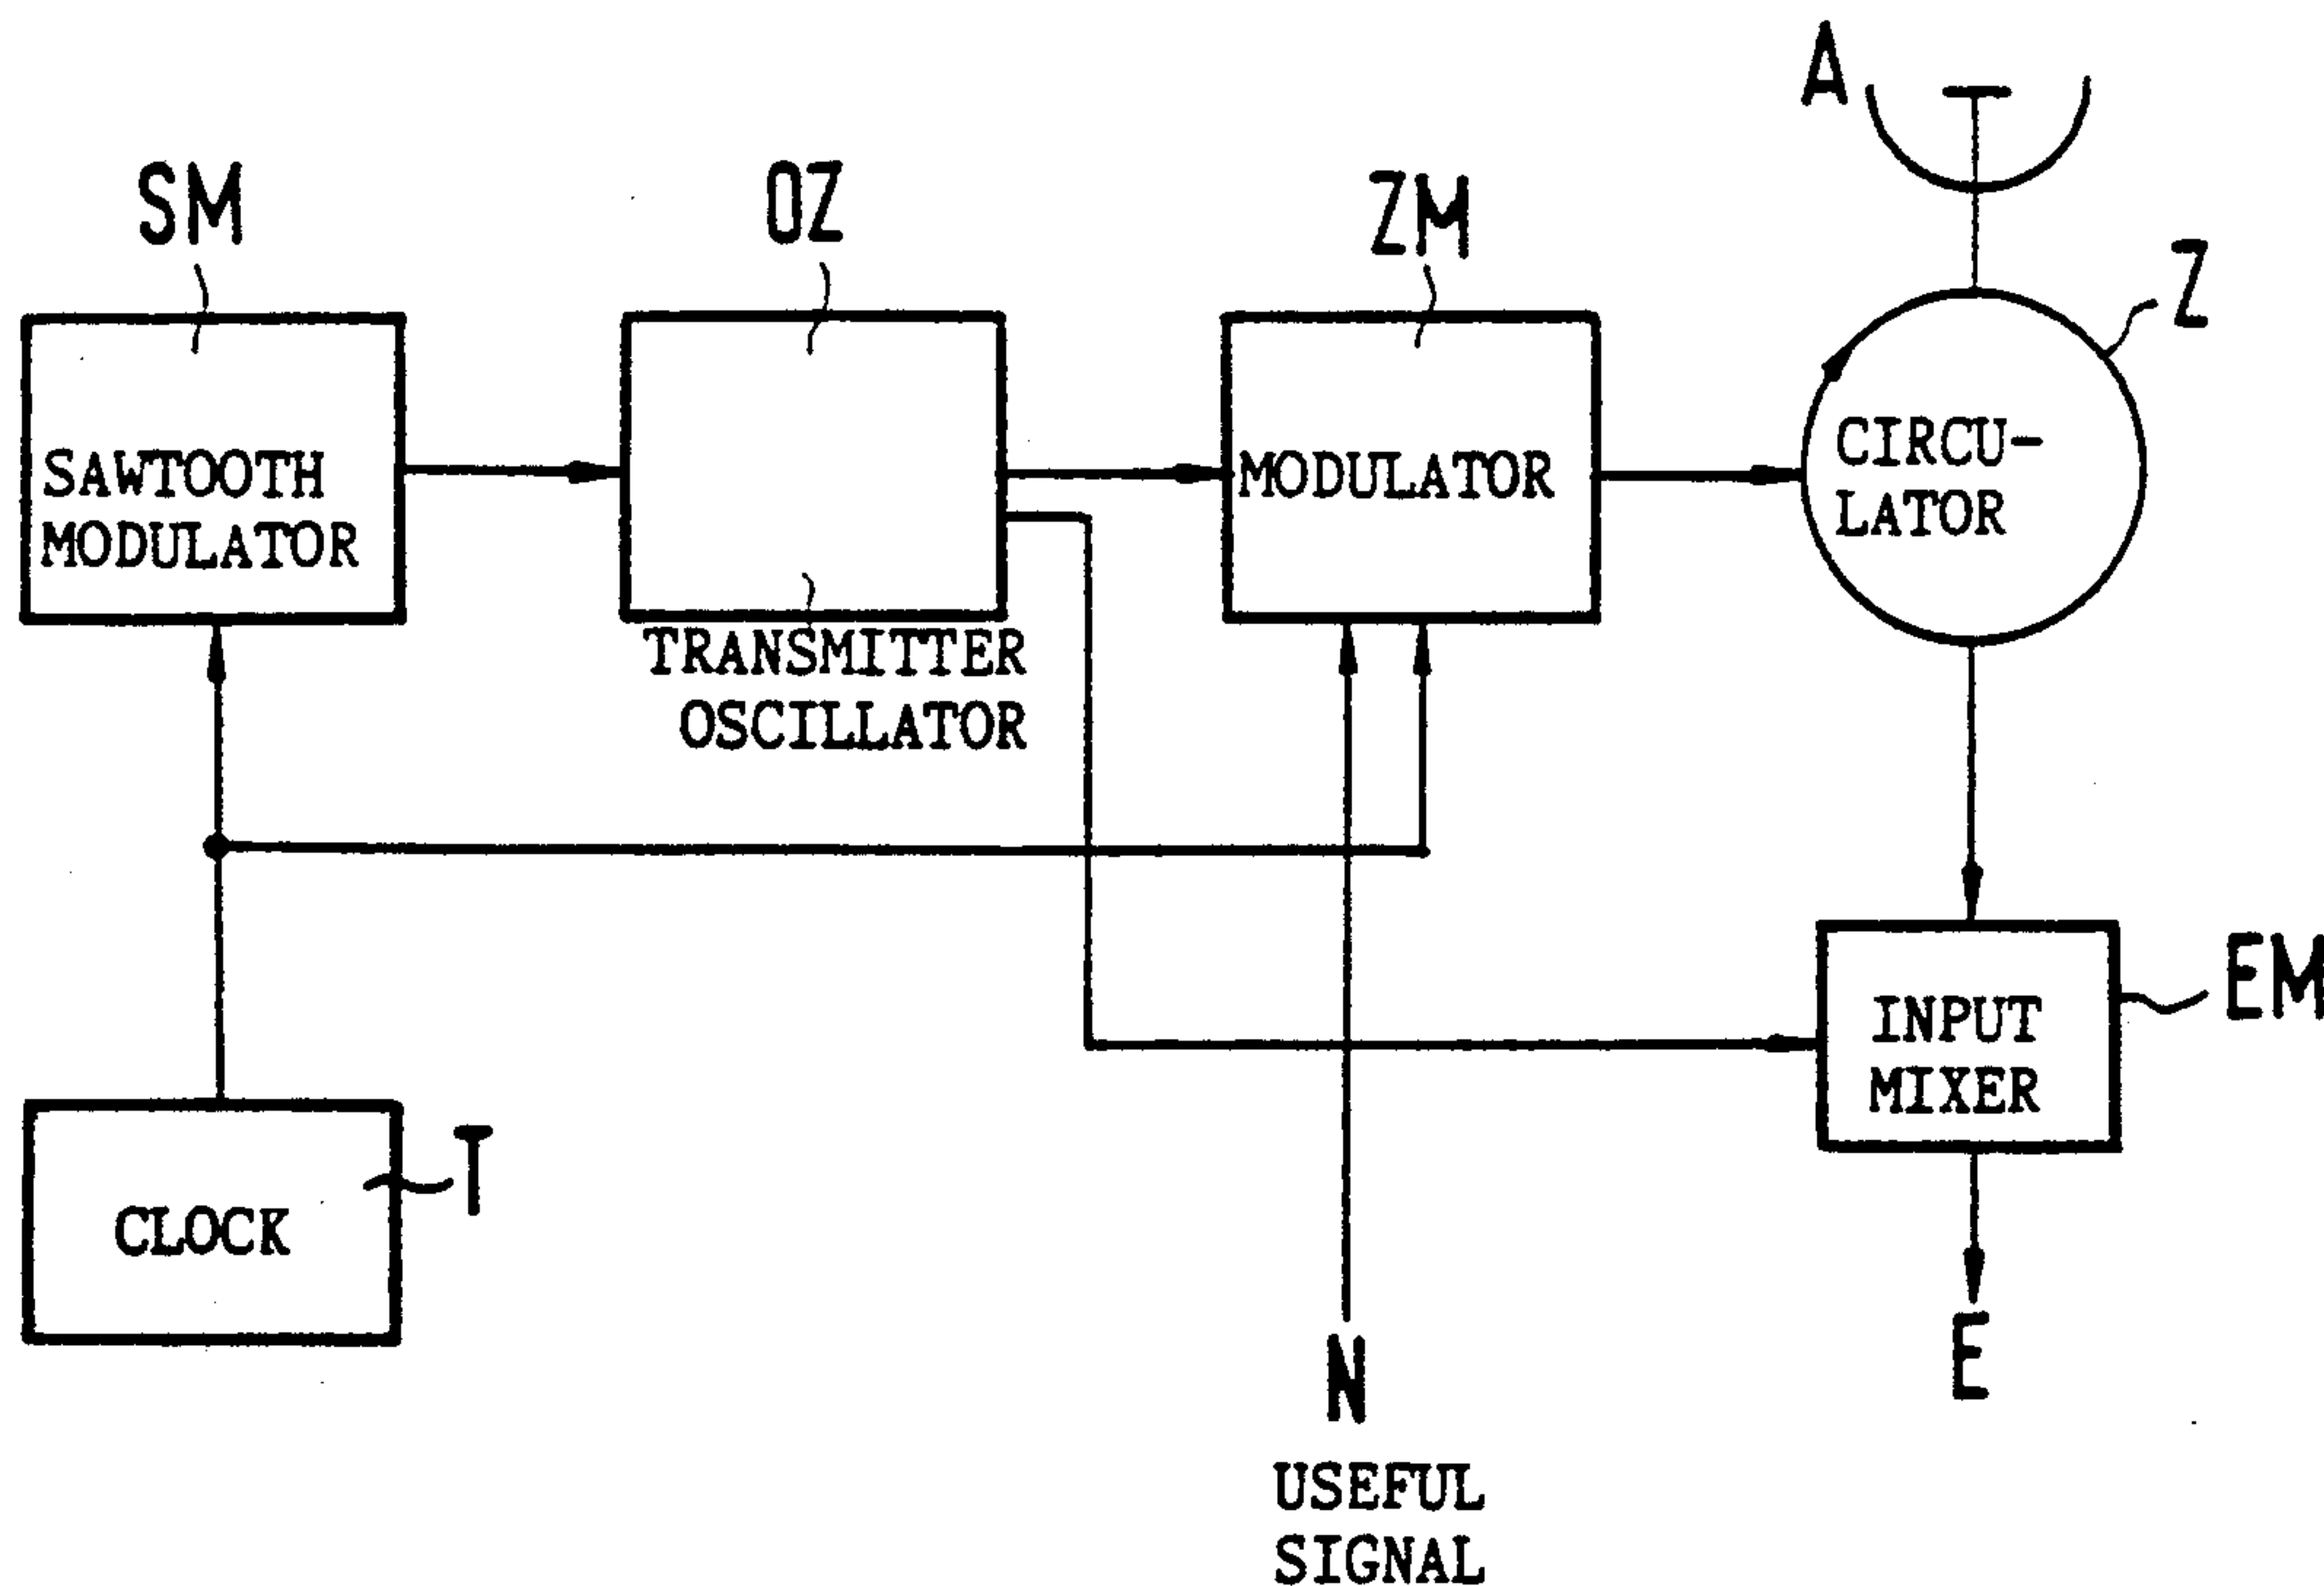 A
SM
OZ
ZM
Z
SAWTOOTH
MODULATOR
MODULATOR
CIRCU-
LATOR
TRANSMITTER
OSCILLATOR
EM
INPUT
MIXER
T
CLOCK
E
N
USEFUL
SIGNAL